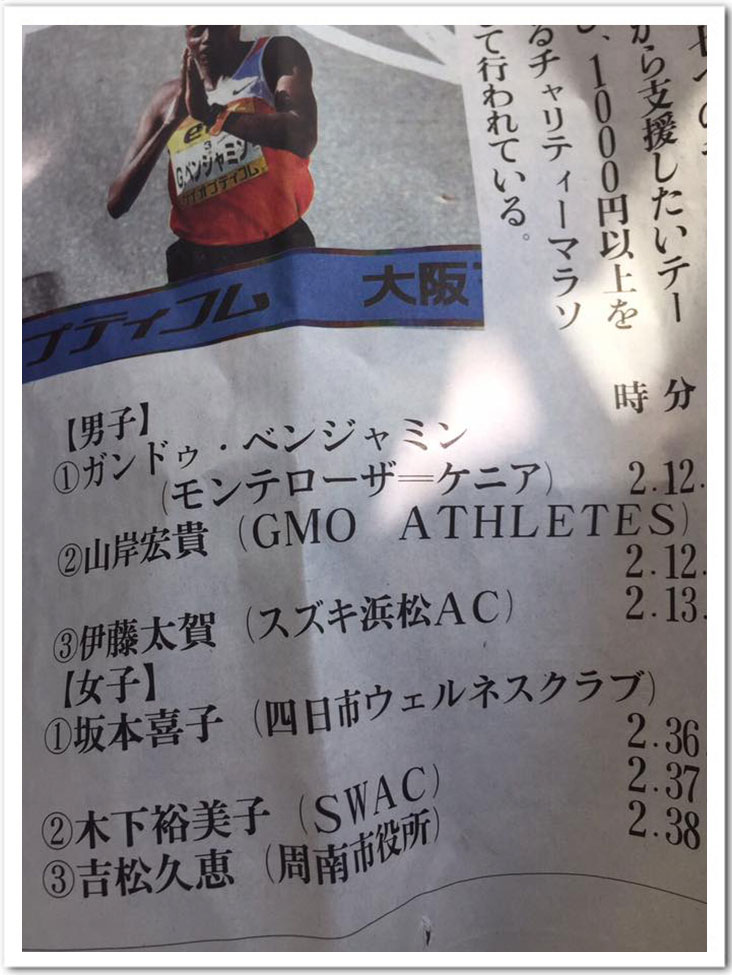 から支援したいテー
、1000円以上を
るチャリティーマラソ
て行われている。
3
G.ベンジャミン
プティコム 大阪
時 分
【男子】
①ガンドゥ・ベンジャミン
(モンテローザ=ケニア) 2.12.
②山岸宏貴 (GMO ATHLETES)
2.12.
③伊藤太賀 (スズキ浜松AC) 2.13.
【女子】
①坂本喜子 (四日市ウェルネスクラブ)
2.36.
②木下裕美子 (SWAC) 2.37
③吉松久恵 (周南市役所) 2.38